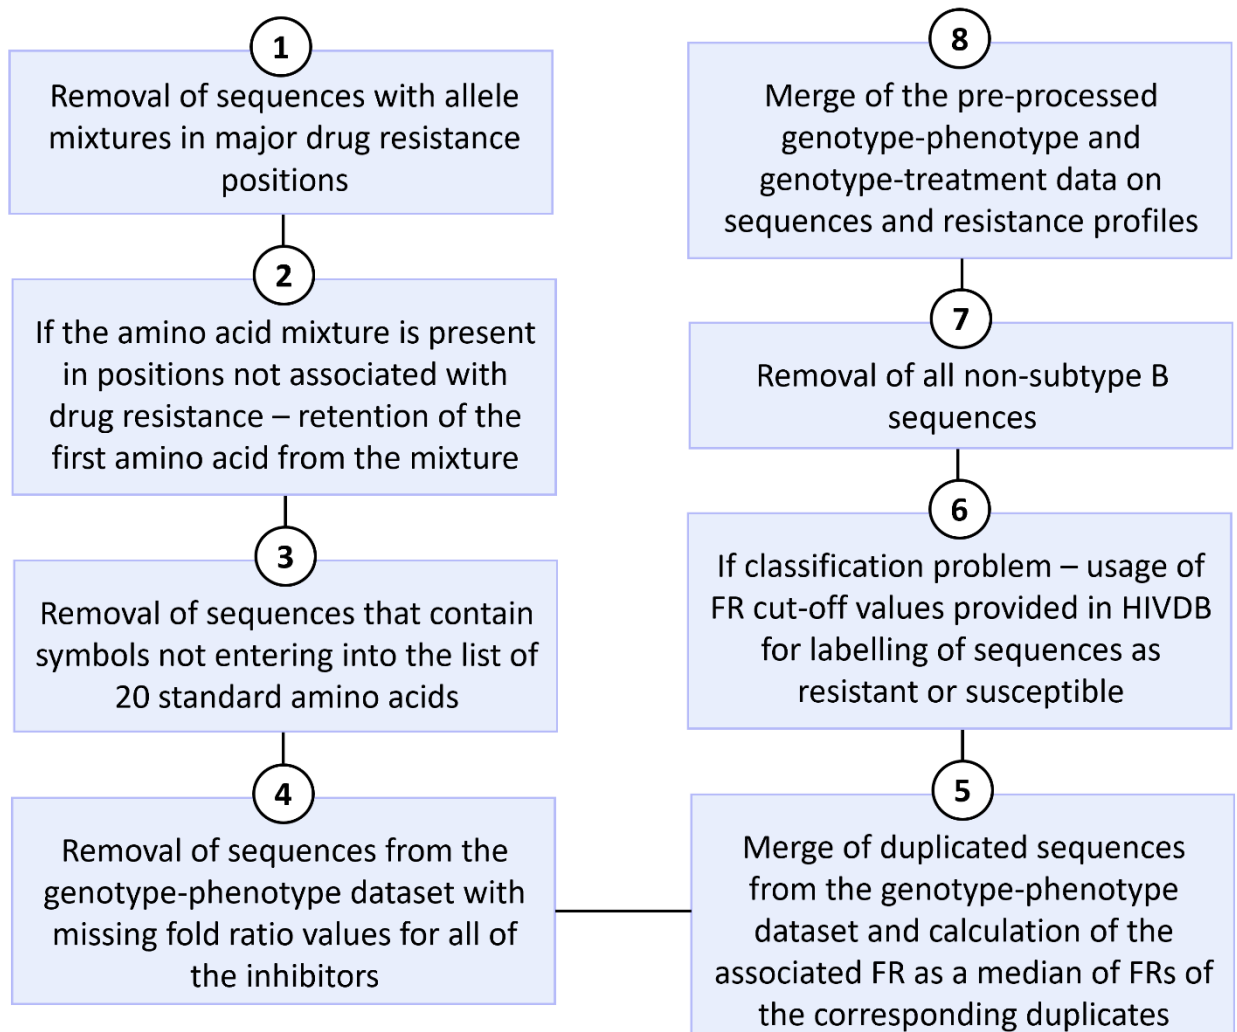 1
Removal of sequences with allele
mixtures in major drug resistance
positions
2
If the amino acid mixture is present
in positions not associated with
drug resistance – retention of the
first amino acid from the mixture
3
Removal of sequences that contain
symbols not entering into the list of
20 standard amino acids
4
Removal of sequences from the
genotype-phenotype dataset with
missing fold ratio values for all of
the inhibitors
5
Merge of duplicated sequences
from the genotype-phenotype
dataset and calculation of the
associated FR as a median of FRs of
the corresponding duplicates
6
If classification problem – usage of
FR cut-off values provided in HIVDB
for labelling of sequences as
resistant or susceptible
7
Removal of all non-subtype B
sequences
8
Merge of the pre-processed
genotype-phenotype and
genotype-treatment data on
sequences and resistance profiles